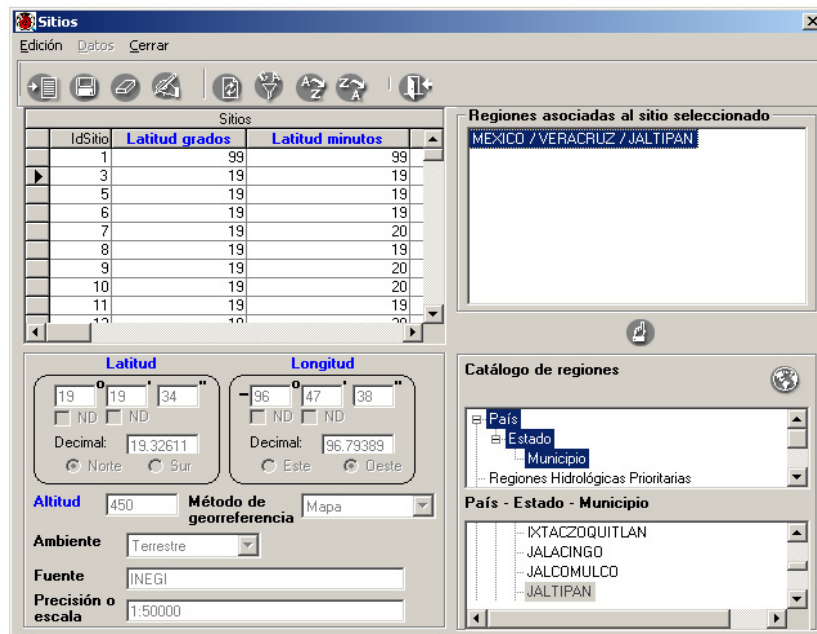 Sitios
Edición Datos Cerrar
Sitios
IdSitio Latitud grados Latitud minutos
1 99 99
3 19 19
5 19 19
6 19 19
7 19 20
8 19 19
9 19 20
10 19 20
11 19 19
12 19 20
Regiones asociadas al sitio seleccionado
MEXICO / VERACRUZ / JALTIPAN
Latitud
19 º 19 ' 34 "
ND ND
Decimal: 19.32611
Norte Sur
Longitud
- 96 º 47 ' 38 "
ND ND
Decimal: 96.79389
Este Oeste
Altitud 450 Método de georreferencia Mapa
Ambiente Terrestre
Fuente INEGI
Precisión o escala 1:50000
Catálogo de regiones
País
Estado
Municipio
Regiones Hidrológicas Prioritarias
País - Estado - Municipio
IXTACZOQUITLAN
JALACINGO
JALCOMULCO
JALTIPAN